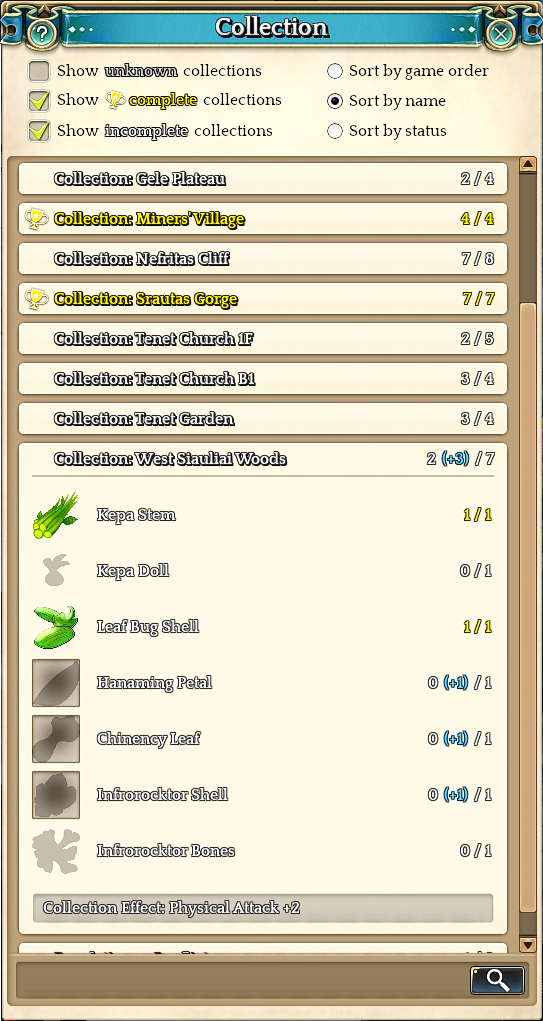 ?
Collection
Show unknown collections
Sort by game order
Show complete collections
Sort by name
Show incomplete collections
Sort by status
Collection: Gele Plateau 2 / 4
Collection: Miners' Village 4 / 4
Collection: Nefritas Cliff 7 / 8
Collection: Srautas Gorge 7 / 7
Collection: Tenet Church 1F 2 / 5
Collection: Tenet Church B1 3 / 4
Collection: Tenet Garden 3 / 4
Collection: West Siauliai Woods 2 (+3) / 7
Kepa Stem 1 / 1
Kepa Doll 0 / 1
Leaf Bug Shell 1 / 1
Hanaming Petal 0 (+1) / 1
Chinency Leaf 0 (+1) / 1
Infrorocktor Shell 0 (+1) / 1
Infrorocktor Bones 0 / 1
Collection Effect: Physical Attack +2